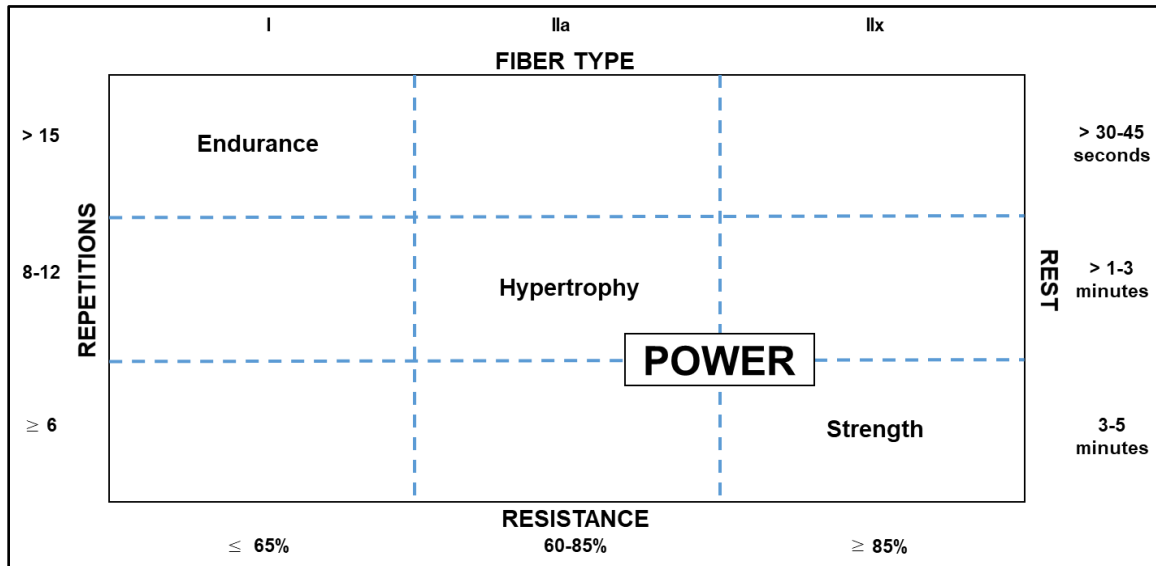 I IIa IIx
FIBER TYPE
> 15
Endurance
> 30-45
seconds
REPETITIONS
8-12
Hypertrophy
REST
> 1-3
minutes
POWER
≥ 6
Strength
3-5
minutes
RESISTANCE
≤ 65% 60-85% ≥ 85%